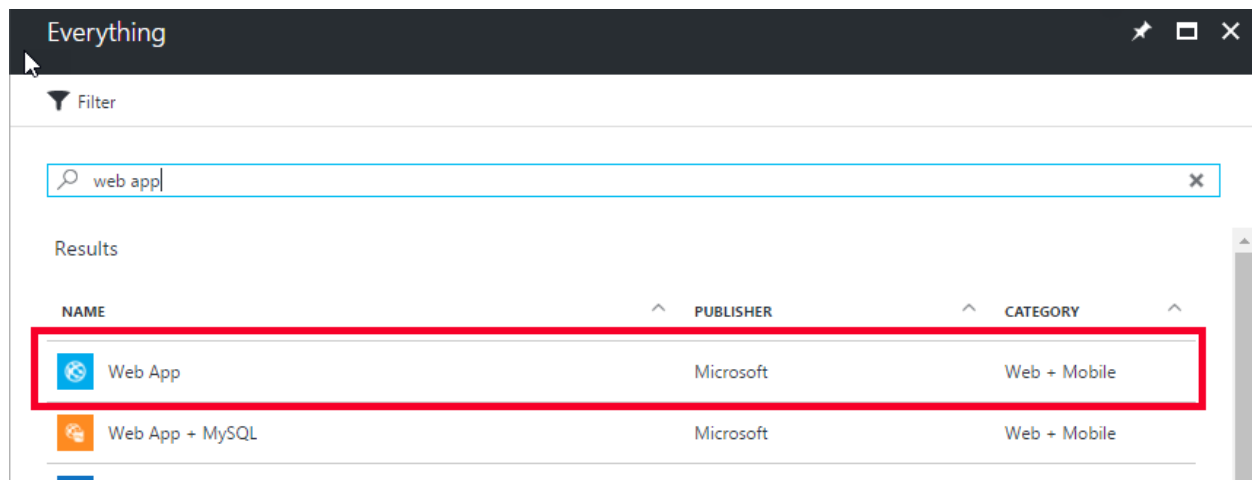 Everything
Filter
web app
Results
NAME PUBLISHER CATEGORY
Web App Microsoft Web + Mobile
Web App + MySQL Microsoft Web + Mobile